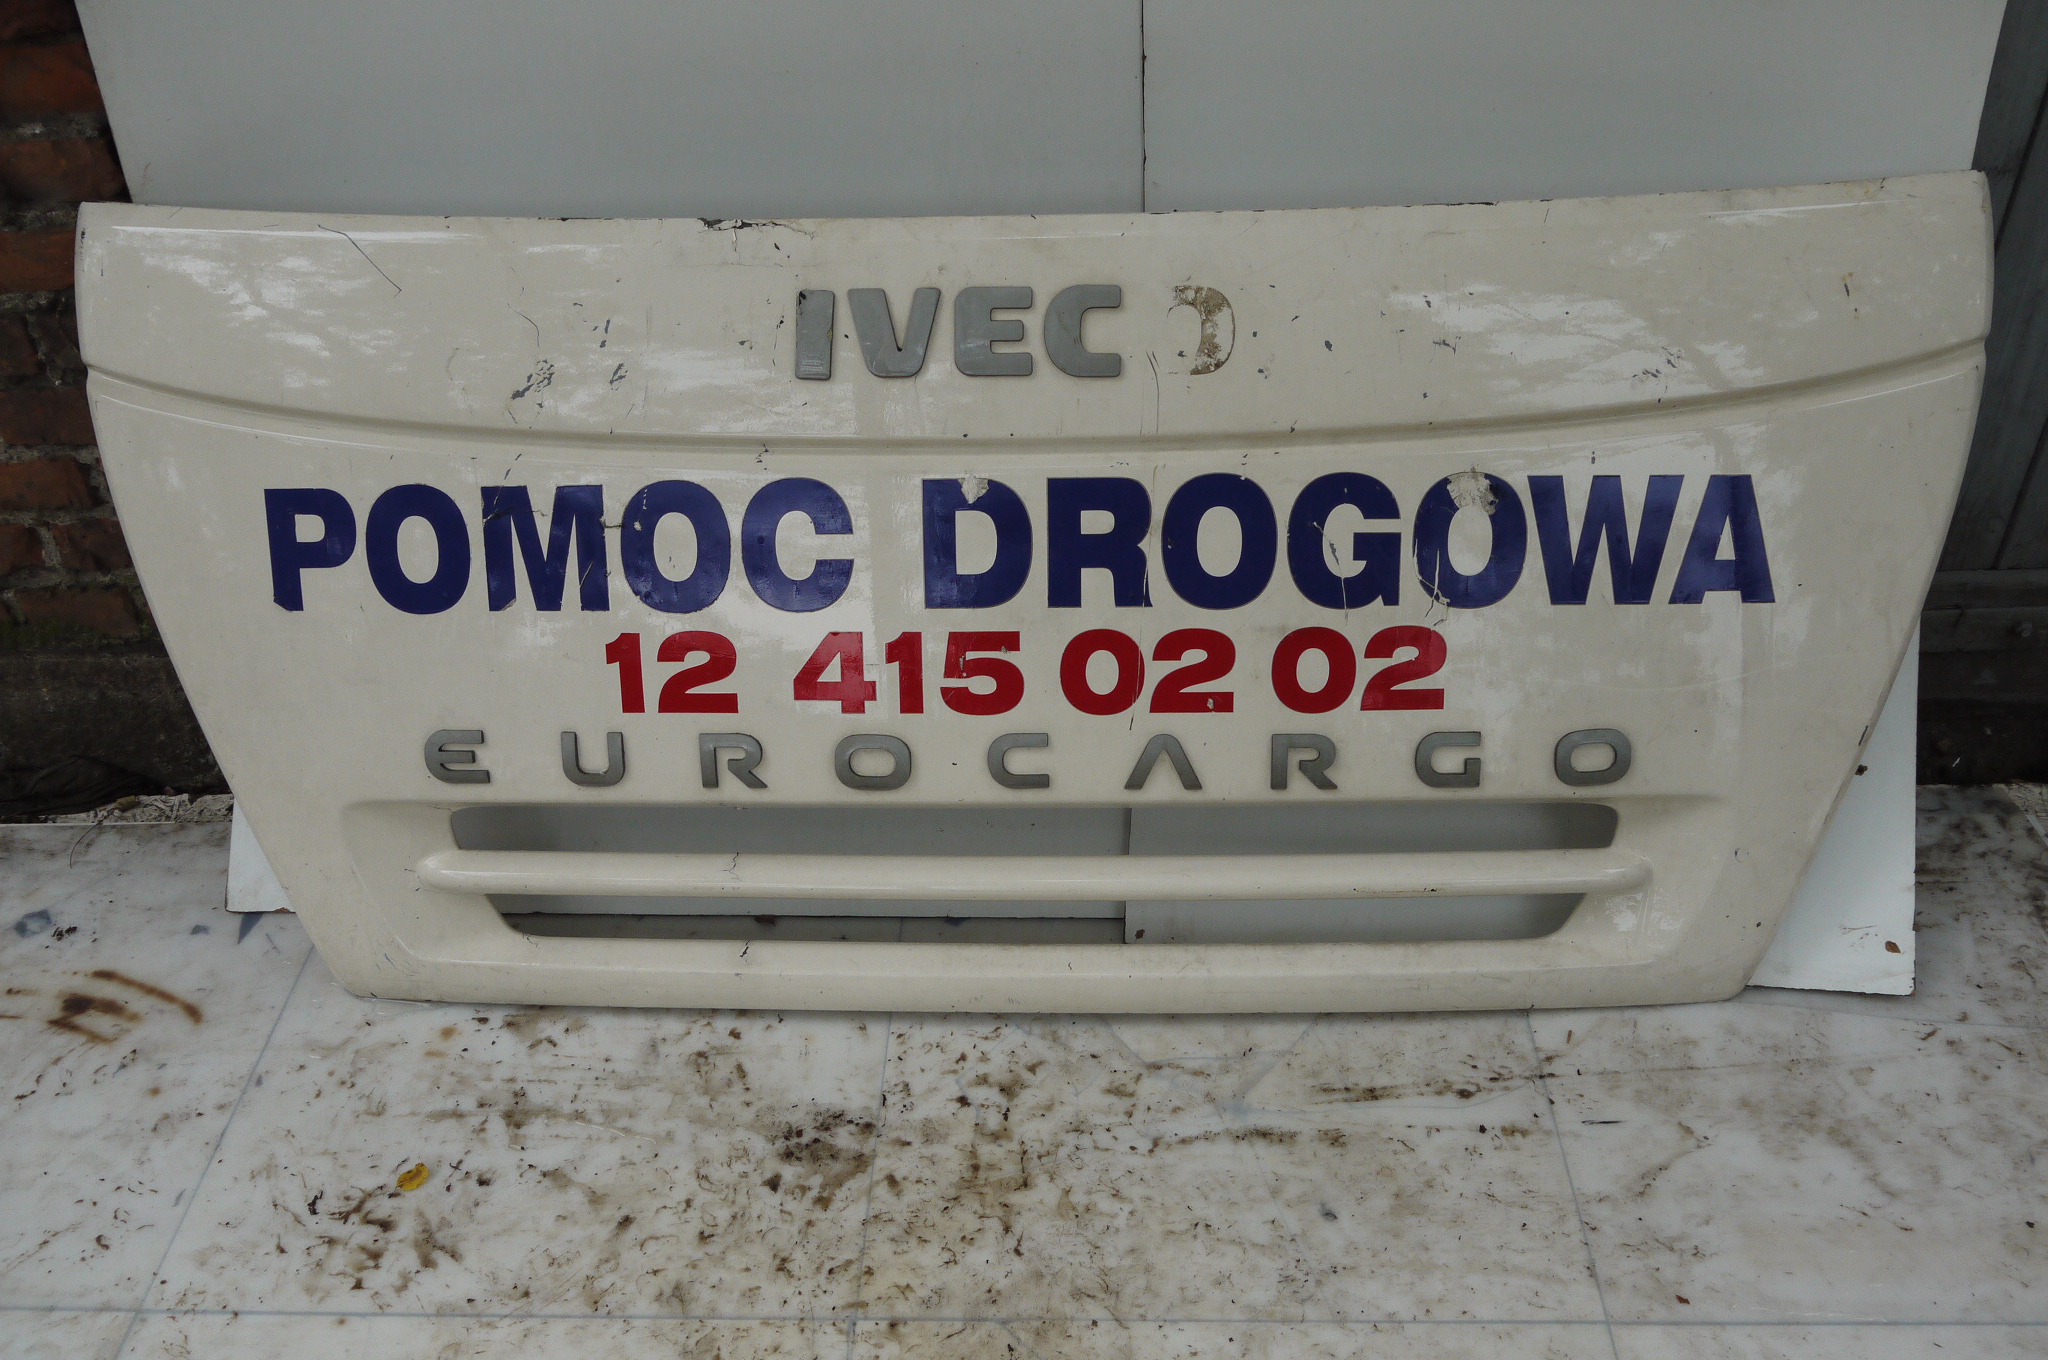 IVEC
POMOC DROGOWA
12 415 02 02
EUROCARGO